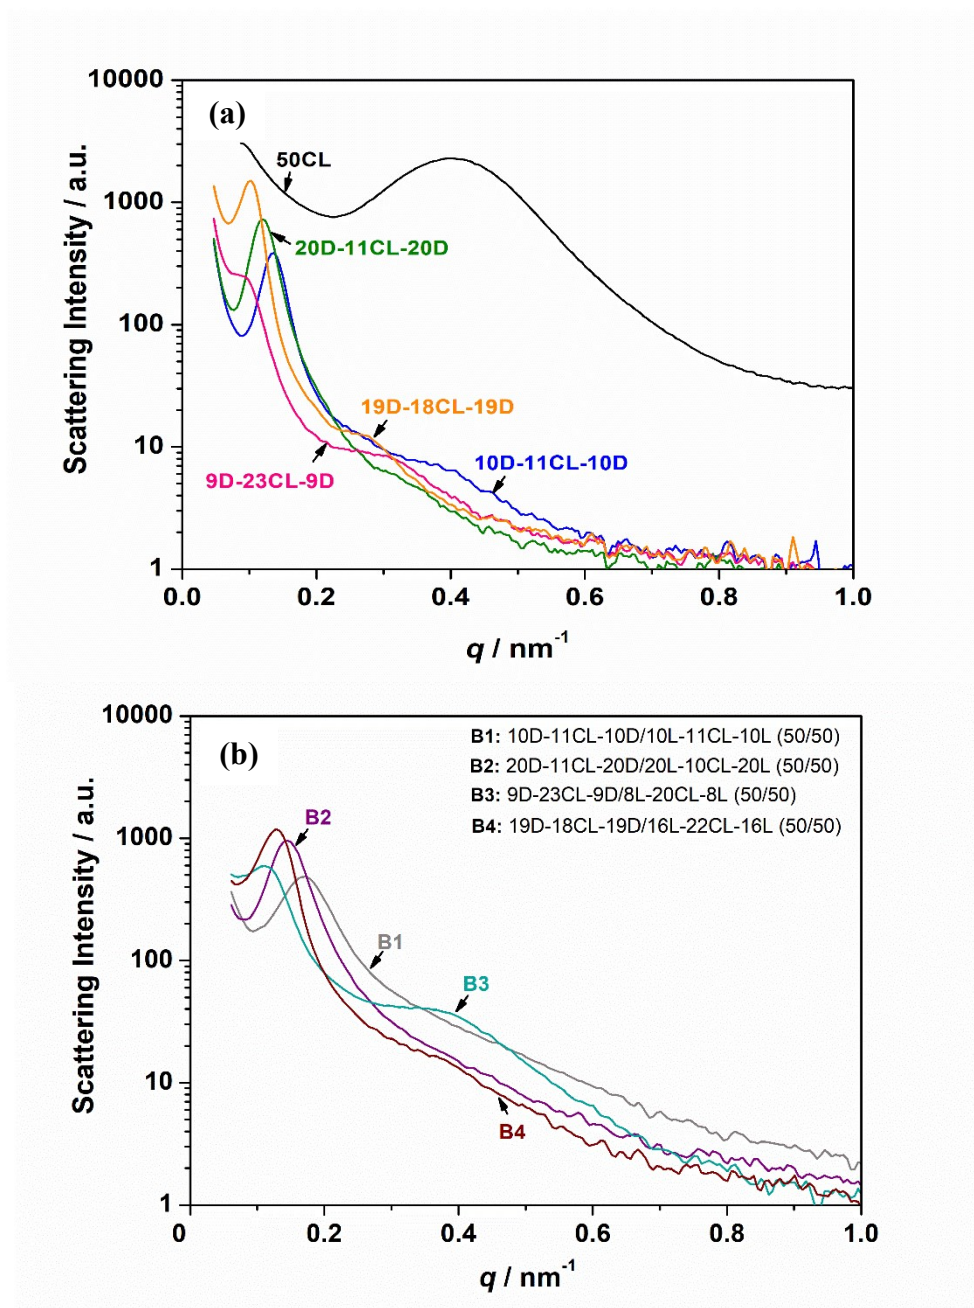 (a)
10000
1000
100
10
1
Scattering Intensity / a.u.
50CL
20D-11CL-20D
19D-18CL-19D
9D-23CL-9D
10D-11CL-10D
0.0 0.2 0.4 0.6 0.8 1.0
q / nm-1
(b)
10000
1000
100
10
1
Scattering Intensity / a.u.
B1: 10D-11CL-10D/10L-11CL-10L (50/50)
B2: 20D-11CL-20D/20L-10CL-20L (50/50)
B3: 9D-23CL-9D/8L-20CL-8L (50/50)
B4: 19D-18CL-19D/16L-22CL-16L (50/50)
B2
B1
B3
B4
0 0.2 0.4 0.6 0.8 1.0
q / nm-1